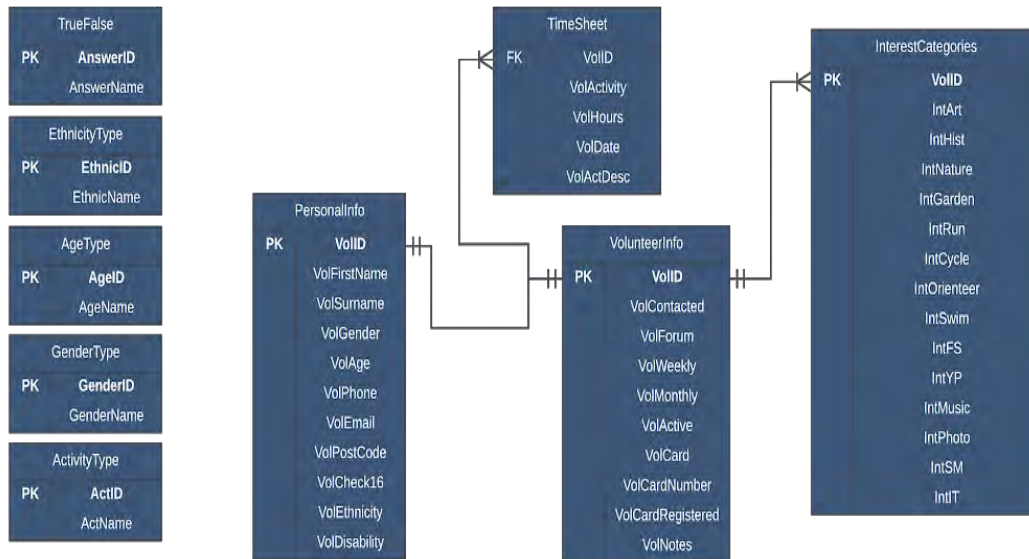 TrueFalse
PK AnswerID
AnswerName
EthnicityType
PK EthnicID
EthnicName
AgeType
PK AgeID
AgeName
GenderType
PK GenderID
GenderName
ActivityType
PK ActID
ActName
PersonalInfo
PK VolID
VolFirstName
VolSurname
VolGender
VolAge
VolPhone
VolEmail
VolPostCode
VolCheck16
VolEthnicity
VolDisability
TimeSheet
FK VolID
VolActivity
VolHours
VolDate
VolActDesc
VolunteerInfo
PK VolID
VolContacted
VolForum
VolWeekly
VolMonthly
VolActive
VolCard
VolCardNumber
VolCardRegistered
VolNotes
InterestCategories
PK VolID
IntArt
IntHist
IntNature
IntGarden
IntRun
IntCycle
IntOrienteer
IntSwim
IntFS
IntYP
IntMusic
IntPhoto
IntSM
IntIT